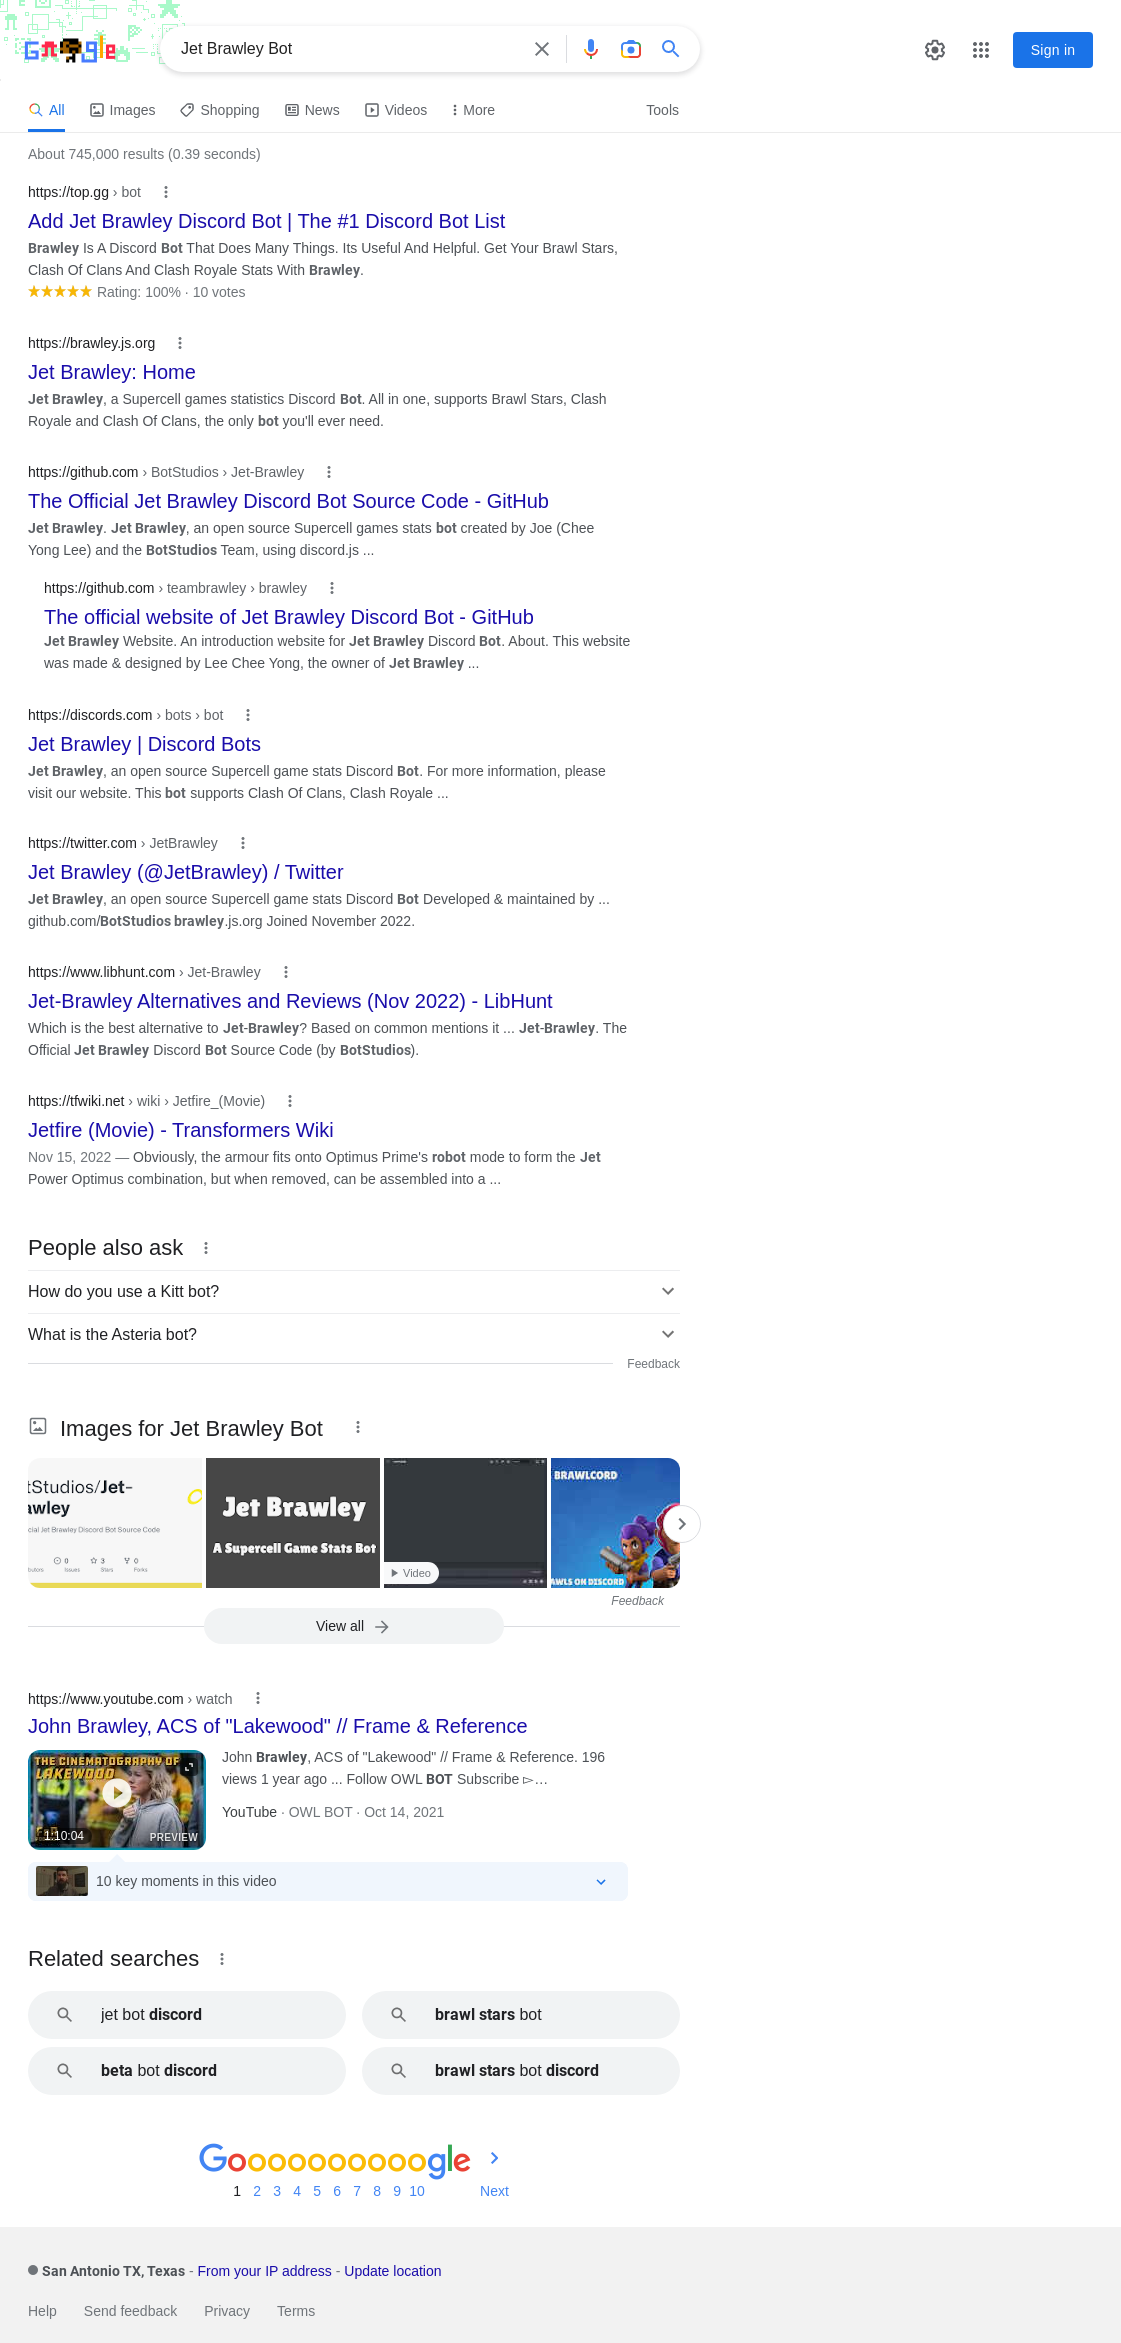 Google
Jet Brawley Bot
Sign in
All
Images
Shopping
News
Videos
More
Tools
About 745,000 results (0.39 seconds)
https://top.gg › bot
Add Jet Brawley Discord Bot | The #1 Discord Bot List
Brawley Is A Discord Bot That Does Many Things. Its Useful And Helpful. Get Your Brawl Stars,
Clash Of Clans And Clash Royale Stats With Brawley.
Rating: 100% · 10 votes
https://brawley.js.org
Jet Brawley: Home
Jet Brawley, a Supercell games statistics Discord Bot. All in one, supports Brawl Stars, Clash
Royale and Clash Of Clans, the only bot you'll ever need.
https://github.com › BotStudios › Jet-Brawley
The Official Jet Brawley Discord Bot Source Code - GitHub
Jet Brawley. Jet Brawley, an open source Supercell games stats bot created by Joe (Chee
Yong Lee) and the BotStudios Team, using discord.js ...
https://github.com › teambrawley › brawley
The official website of Jet Brawley Discord Bot - GitHub
Jet Brawley Website. An introduction website for Jet Brawley Discord Bot. About. This website
was made & designed by Lee Chee Yong, the owner of Jet Brawley ...
https://discords.com › bots › bot
Jet Brawley | Discord Bots
Jet Brawley, an open source Supercell game stats Discord Bot. For more information, please
visit our website. This bot supports Clash Of Clans, Clash Royale ...
https://twitter.com › JetBrawley
Jet Brawley (@JetBrawley) / Twitter
Jet Brawley, an open source Supercell game stats Discord Bot Developed & maintained by ...
github.com/BotStudios brawley.js.org Joined November 2022.
https://www.libhunt.com › Jet-Brawley
Jet-Brawley Alternatives and Reviews (Nov 2022) - LibHunt
Which is the best alternative to Jet-Brawley? Based on common mentions it ... Jet-Brawley. The
Official Jet Brawley Discord Bot Source Code (by BotStudios).
https://tfwiki.net › wiki › Jetfire_(Movie)
Jetfire (Movie) - Transformers Wiki
Nov 15, 2022 — Obviously, the armour fits onto Optimus Prime's robot mode to form the Jet
Power Optimus combination, but when removed, can be assembled into a ...
People also ask
How do you use a Kitt bot?
What is the Asteria bot?
Feedback
Images for Jet Brawley Bot
tStudios/Jet-
awley
cial Jet Brawley Discord Bot Source Code
0 3 0
butors Issues Stars Forks
Jet Brawley
A Supercell Game Stats Bot
Video
BRAWLCORD
AWLS ON DISCORD
Feedback
View all
https://www.youtube.com › watch
John Brawley, ACS of "Lakewood" // Frame & Reference
THE CINEMATOGRAPHY OF
LAKEWOOD
1:10:04
PREVIEW
John Brawley, ACS of "Lakewood" // Frame & Reference. 196
views 1 year ago ... Follow OWL BOT Subscribe ▻…
YouTube · OWL BOT · Oct 14, 2021
10 key moments in this video
Related searches
jet bot discord
brawl stars bot
beta bot discord
brawl stars bot discord
Goooooooooogle
1 2 3 4 5 6 7 8 9 10 Next
San Antonio TX, Texas - From your IP address - Update location
Help Send feedback Privacy Terms